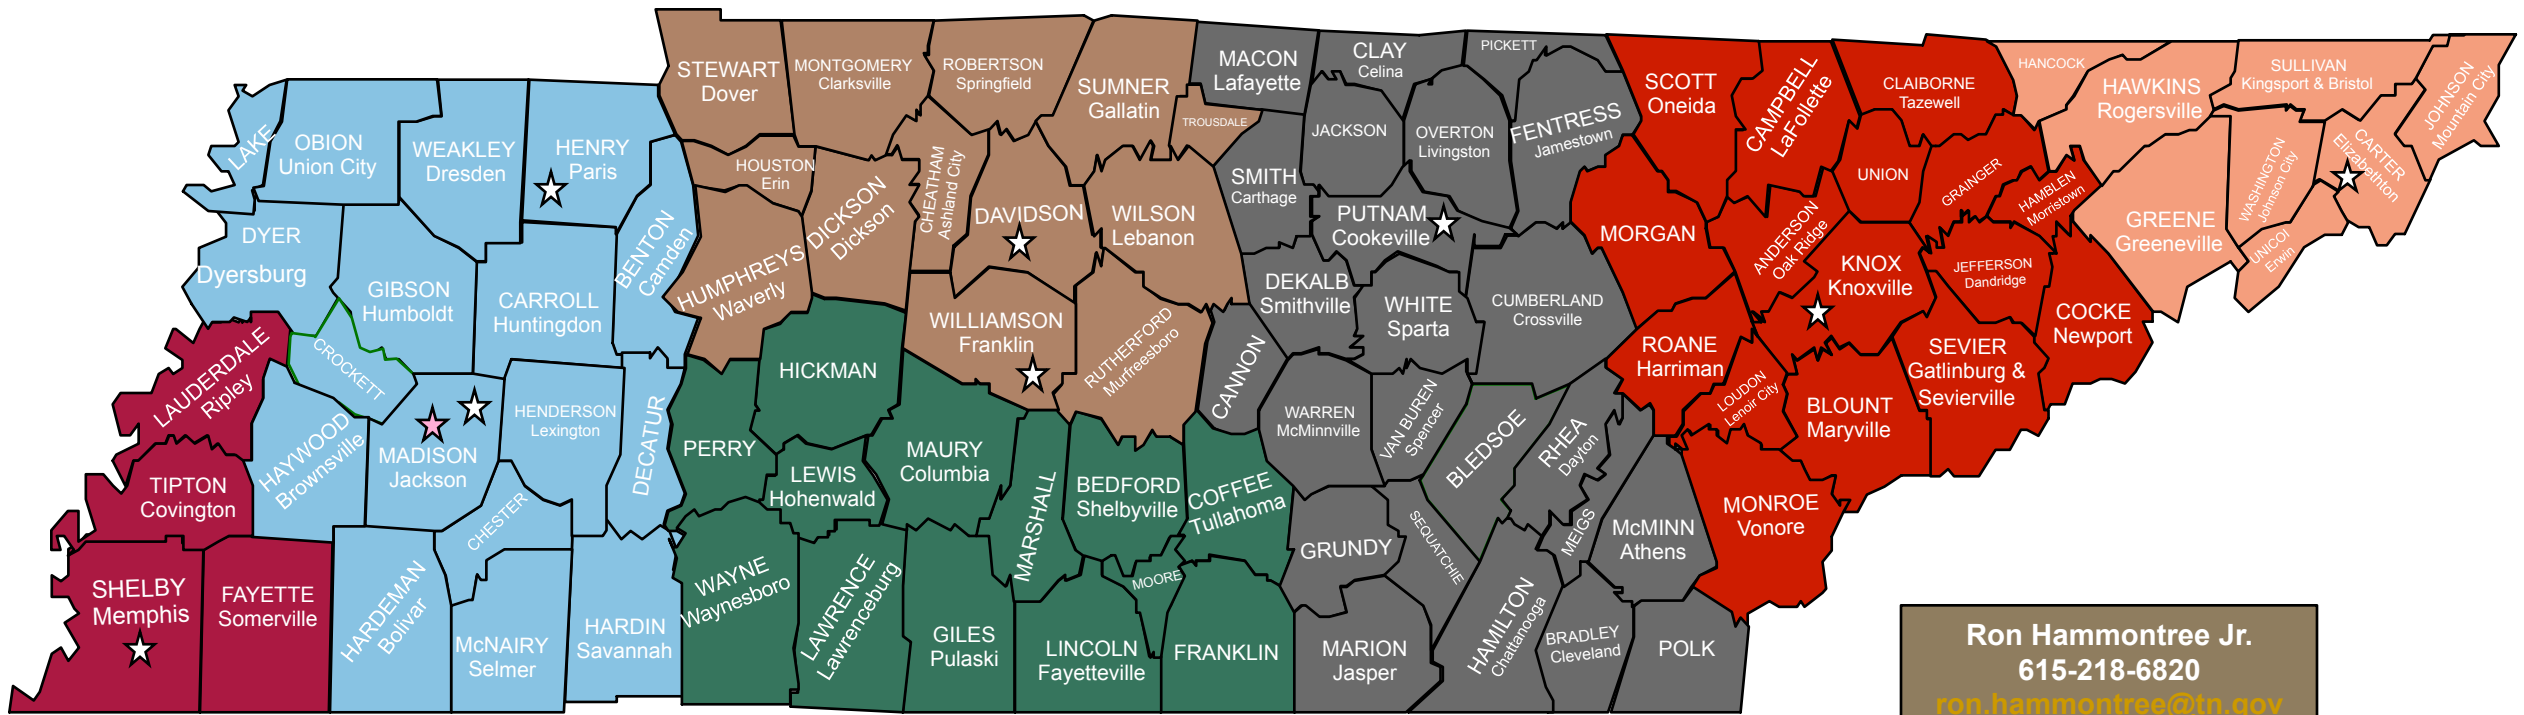 LAKE
OBION
Union City
WEAKLEY
Dresden
HENRY
Paris
DYER
Dyersburg
GIBSON
Humboldt
CARROLL
Huntingdon
BENTON
Camden
LAUDERDALE
Ripley
CROCKETT
HAYWOOD
Brownsville
MADISON
Jackson
HENDERSON
Lexington
DECATUR
TIPTON
Covington
CHESTER
SHELBY
Memphis
FAYETTE
Somerville
HARDEMAN
Bolivar
McNAIRY
Selmer
HARDIN
Savannah
STEWART
Dover
MONTGOMERY
Clarksville
ROBERTSON
Springfield
SUMNER
Gallatin
TROUSDALE
HOUSTON
Erin
DICKSON
Dickson
CHEATHAM
Ashland City
DAVIDSON
WILSON
Lebanon
HUMPHREYS
Waverly
WILLIAMSON
Franklin
RUTHERFORD
Murfreesboro
HICKMAN
PERRY
LEWIS
Hohenwald
MAURY
Columbia
MARSHALL
BEDFORD
Shelbyville
COFFEE
Tullahoma
WAYNE
Waynesboro
LAWRENCE
Lawrenceburg
GILES
Pulaski
LINCOLN
Fayetteville
MOORE
FRANKLIN
MACON
Lafayette
CLAY
Celina
PICKETT
JACKSON
OVERTON
Livingston
FENTRESS
Jamestown
SMITH
Carthage
PUTNAM
Cookeville
DEKALB
Smithville
WHITE
Sparta
CUMBERLAND
Crossville
CANNON
WARREN
McMinnville
VAN BUREN
Spencer
BLEDSOE
RHEA
Dayton
GRUNDY
SEQUATCHIE
MEIGS
McMINN
Athens
MARION
Jasper
HAMILTON
Chattanooga
BRADLEY
Cleveland
POLK
SCOTT
Oneida
CAMPBELL
LaFollette
CLAIBORNE
Tazewell
UNION
GRAINGER
HAMBLEN
Morristown
MORGAN
ANDERSON
Oak Ridge
KNOX
Knoxville
JEFFERSON
Dandridge
COCKE
Newport
ROANE
Harriman
LOUDON
Lenoir City
BLOUNT
Maryville
SEVIER
Gatlinburg &
Sevierville
MONROE
Vonore
HANCOCK
HAWKINS
Rogersville
SULLIVAN
Kingsport & Bristol
JOHNSON
Mountain City
GREENE
Greeneville
WASHINGTON
Johnson City
CARTER
Elizabethton
UNICOI
Erwin
Ron Hammontree Jr.
615-218-6820
ron.hammontree@tn.gov